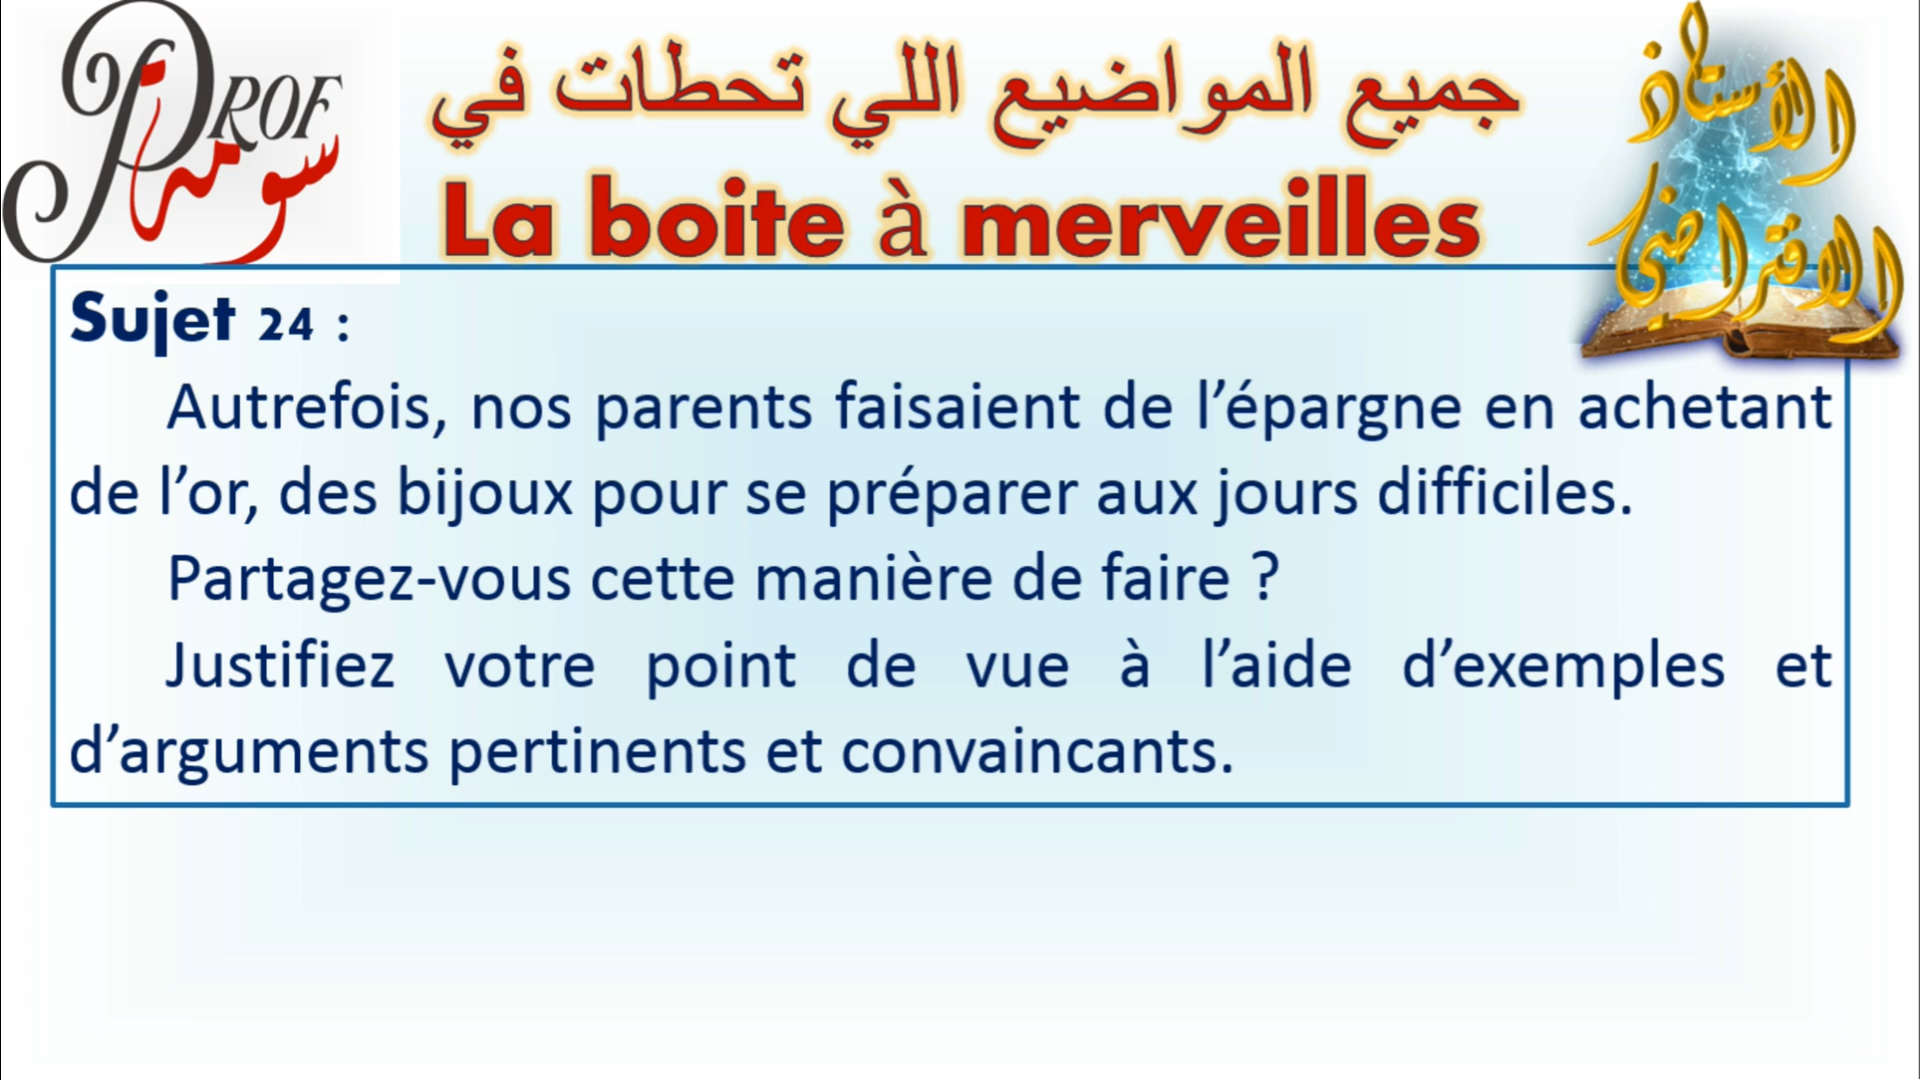 PROF
سومة
جميع المواضيع اللي تحطات في
La boite à merveilles
الأستاذ
الافتراضي
Sujet 24 :
Autrefois, nos parents faisaient de l’épargne en achetant
de l’or, des bijoux pour se préparer aux jours difficiles.
Partagez-vous cette manière de faire ?
Justifiez votre point de vue à l’aide d’exemples et
d’arguments pertinents et convaincants.